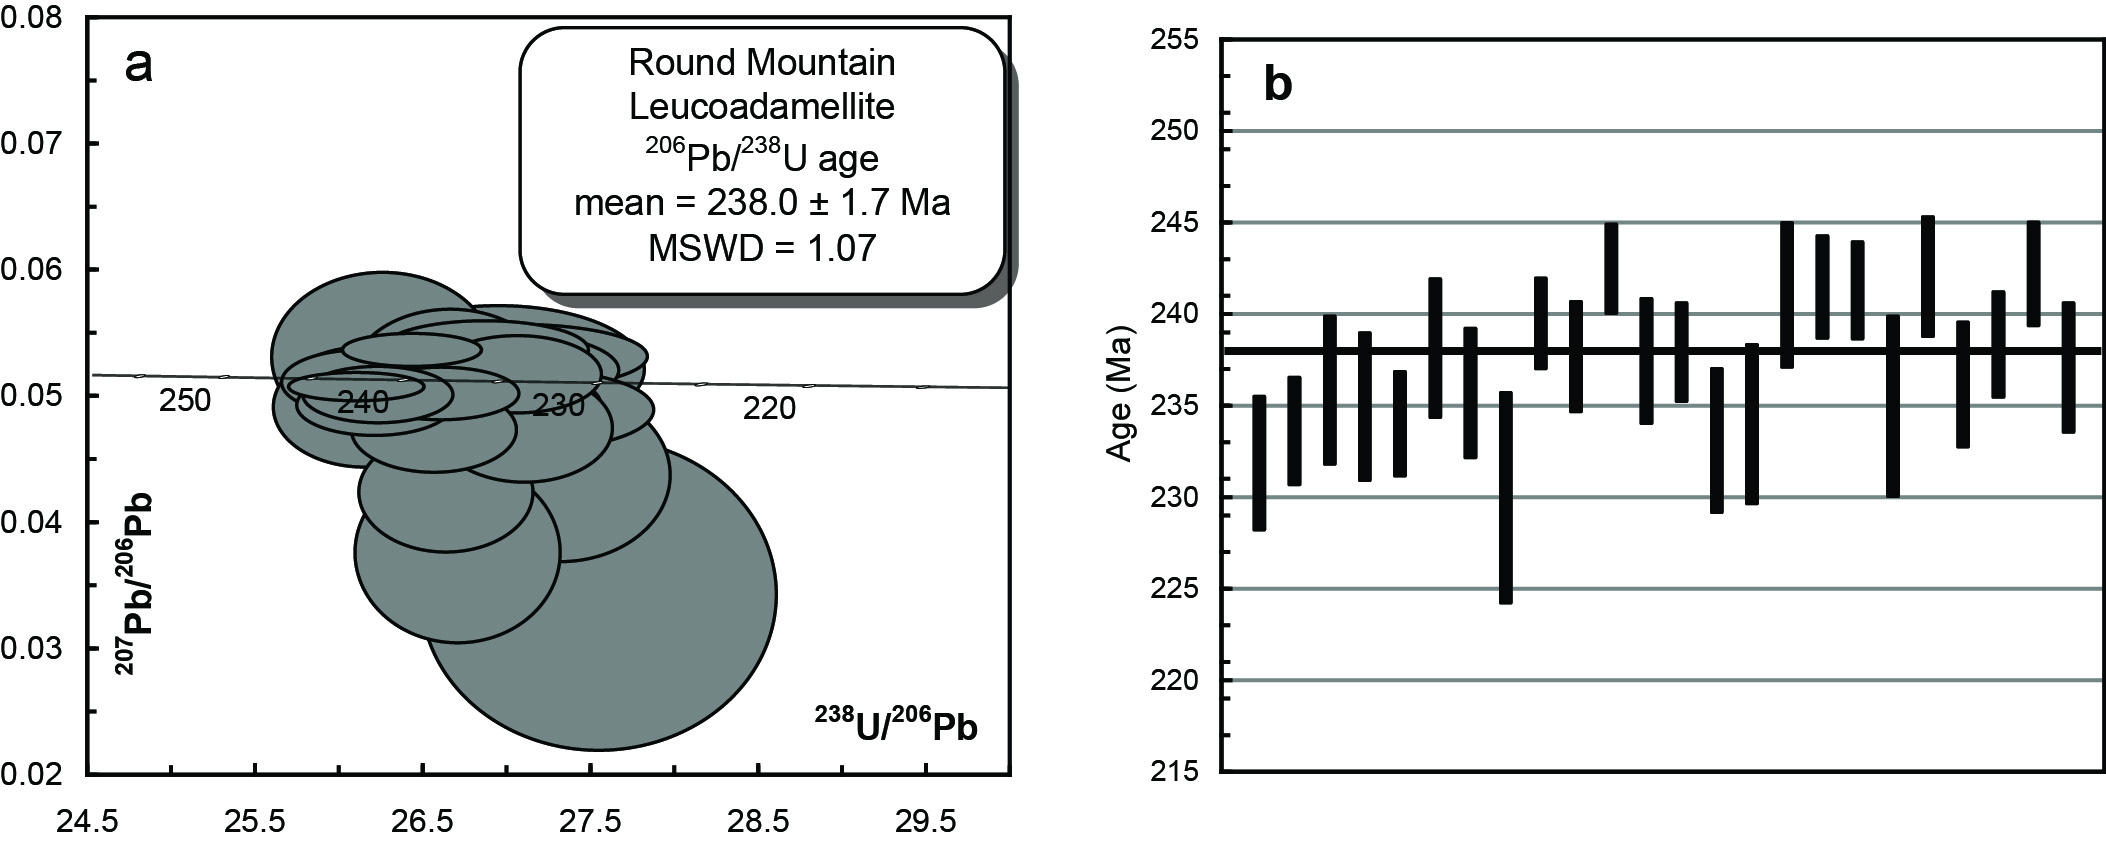 0.08
0.07
0.06
0.05
0.04
0.03
0.02
a
Round Mountain
Leucoadamellite
²⁰⁶Pb/²³⁸U age
mean = 238.0 ± 1.7 Ma
MSWD = 1.07
250
240
230
220
²⁰⁷Pb/²⁰⁶Pb
²³⁸U/²⁰⁶Pb
24.5 25.5 26.5 27.5 28.5 29.5
b
Age (Ma)
255
250
245
240
235
230
225
220
215